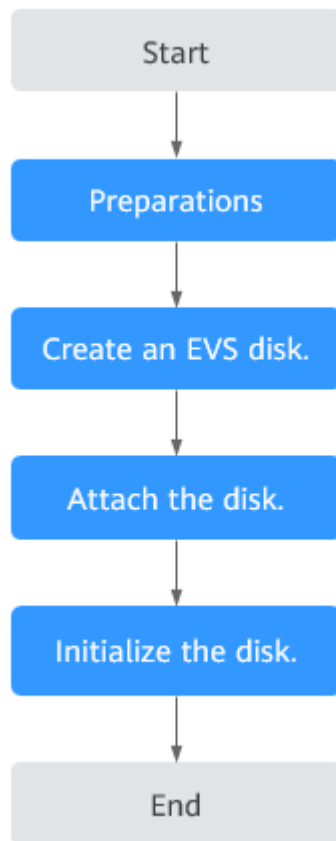 Start
Preparations
Create an EVS disk.
Attach the disk.
Initialize the disk.
End